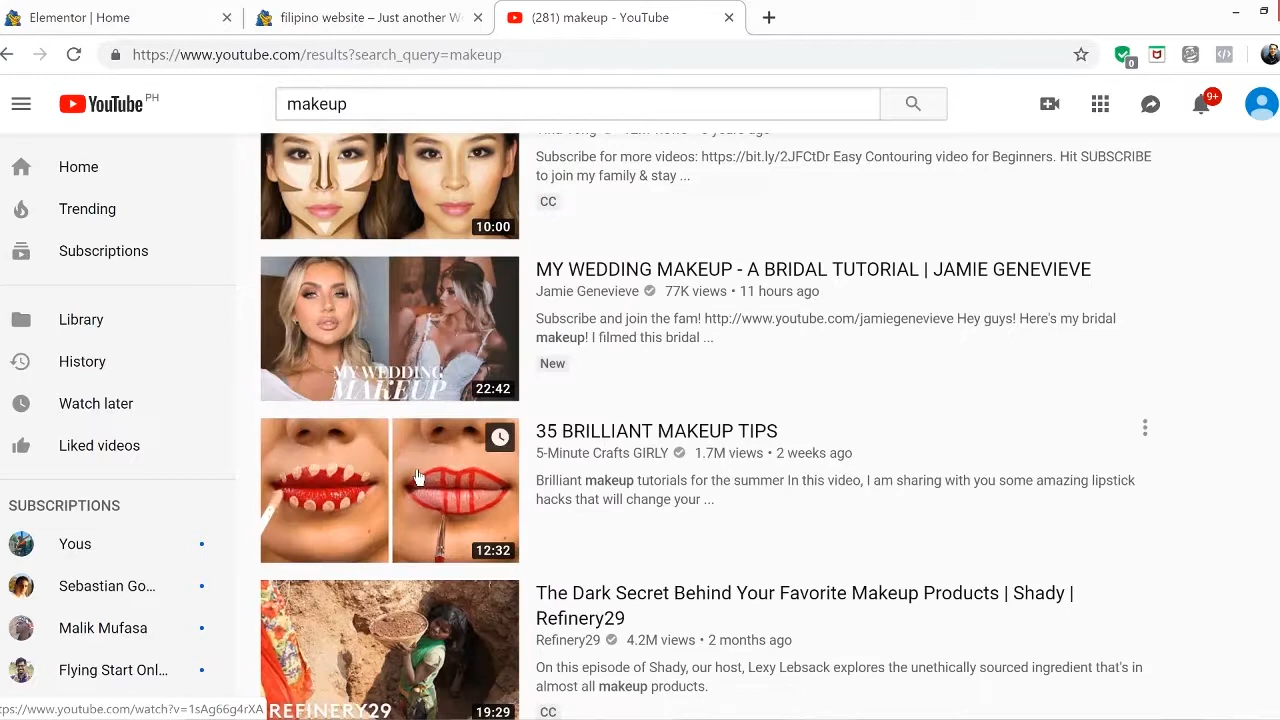 Elementor | Home
filipino website – Just another W
(281) makeup - YouTube
https://www.youtube.com/results?search_query=makeup
0
YouTube PH
makeup
9+
Home
Trending
Subscriptions
Library
History
Watch later
Liked videos
SUBSCRIPTIONS
Yous
Sebastian Go...
Malik Mufasa
Flying Start Onl...
Subscribe for more videos: https://bit.ly/2JFCtDr Easy Contouring video for Beginners. Hit SUBSCRIBE
to join my family & stay ...
CC
10:00
MY WEDDING MAKEUP - A BRIDAL TUTORIAL | JAMIE GENEVIEVE
Jamie Genevieve 77K views • 11 hours ago
Subscribe and join the fam! http://www.youtube.com/jamiegenevieve Hey guys! Here's my bridal
makeup! I filmed this bridal ...
New
MY WEDDING
MAKEUP
22:42
35 BRILLIANT MAKEUP TIPS
5-Minute Crafts GIRLY 1.7M views • 2 weeks ago
Brilliant makeup tutorials for the summer In this video, I am sharing with you some amazing lipstick
hacks that will change your ...
12:32
The Dark Secret Behind Your Favorite Makeup Products | Shady |
Refinery29
Refinery29 4.2M views • 2 months ago
On this episode of Shady, our host, Lexy Lebsack explores the unethically sourced ingredient that's in
almost all makeup products.
CC
REFINERY29
19:29
tps://www.youtube.com/watch?v=1sAg66g4rXA